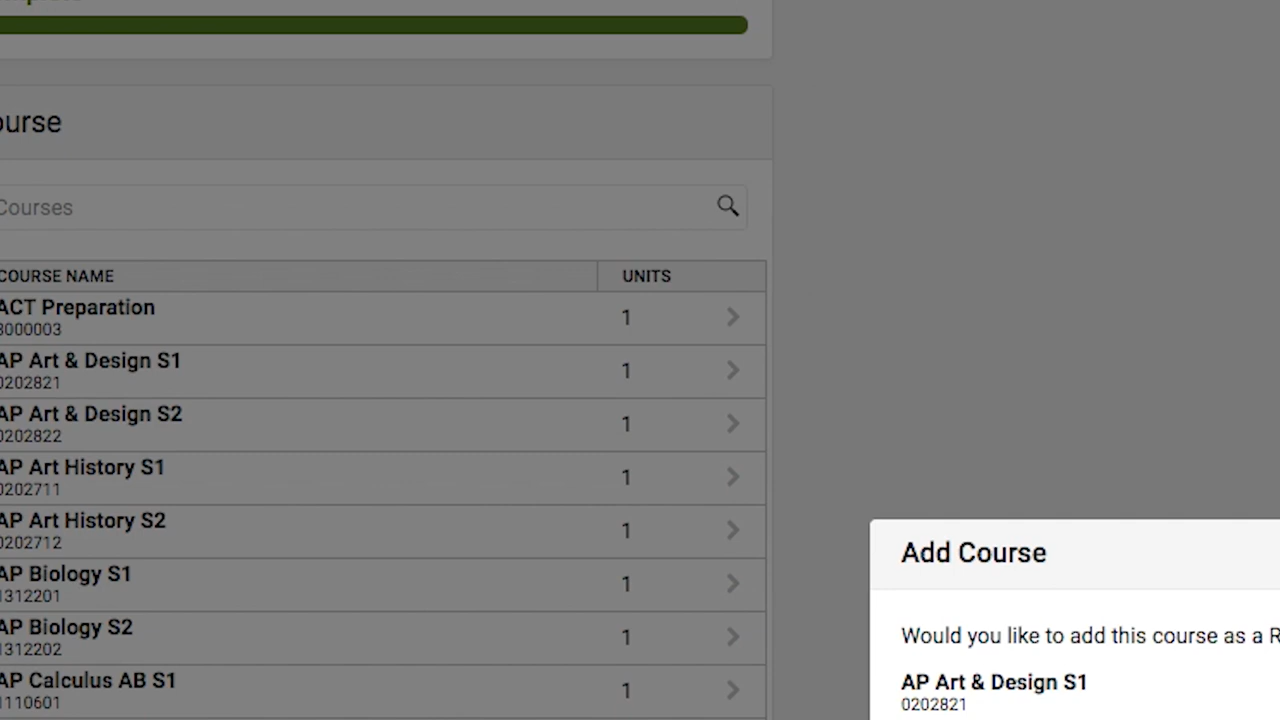 ourse
Courses
COURSE NAME UNITS
ACT Preparation
3000003 1
AP Art & Design S1
0202821 1
AP Art & Design S2
0202822 1
AP Art History S1
0202711 1
AP Art History S2
0202712 1
AP Biology S1
1312201 1
AP Biology S2
1312202 1
AP Calculus AB S1
1110601 1
Add Course
Would you like to add this course as a R
AP Art & Design S1
0202821